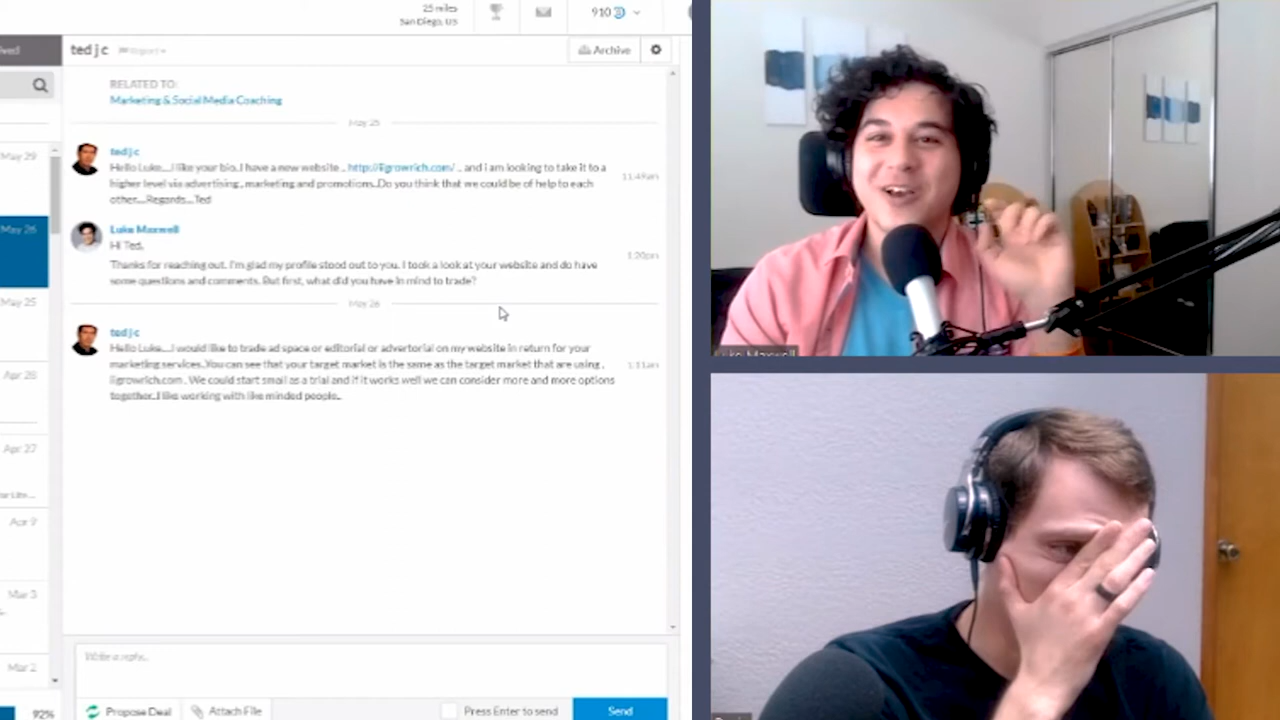 25 miles
San Diego, US
910
ted j c
Report
Archive
RELATED TO:
Marketing & Social Media Coaching
May 25
ted j c
Hello Luke....I like your bio..I have a new website .. http://iigrowrich.com/ .. and i am looking to take it to a
higher level via advertising , marketing and promotions..Do you think that we could be of help to each
other....Regards...Ted
11:49am
Luke Maxwell
Hi Ted,
Thanks for reaching out. I'm glad my profile stood out to you. I took a look at your website and do have
some questions and comments. But first, what did you have in mind to trade?
1:20pm
May 26
ted j c
Hello Luke....I would like to trade ad space or editorial or advertorial on my website in return for your
marketing services..You can see that your target market is the same as the target market that are using ,
iigrowrich.com . We could start small as a trial and if it works well we can consider more and more options
together..I like working with like minded people..
1:11am
May 29
May 26
May 25
Apr 28
Apr 27
Apr 9
Mar 3
Mar 2
92%
Write a reply...
Propose Deal
Attach File
Press Enter to send
Send
Luke Maxwell